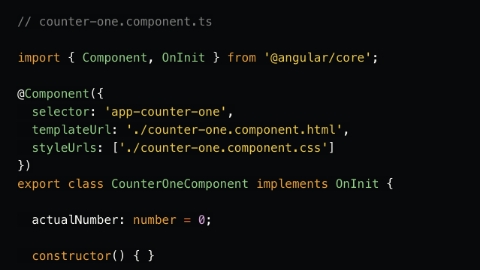 // counter-one.component.ts
import { Component, OnInit } from '@angular/core';
@Component({
selector: 'app-counter-one',
templateUrl: './counter-one.component.html',
styleUrls: ['./counter-one.component.css']
})
export class CounterOneComponent implements OnInit {
actualNumber: number = 0;
constructor() { }